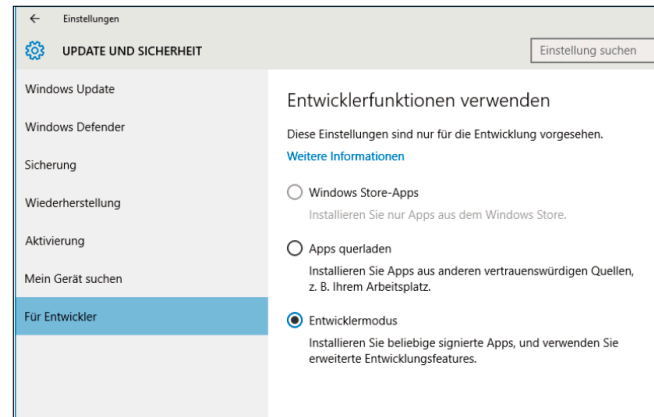 Einstellungen
UPDATE UND SICHERHEIT
Einstellung suchen
Windows Update
Windows Defender
Sicherung
Wiederherstellung
Aktivierung
Mein Gerät suchen
Für Entwickler
Entwicklerfunktionen verwenden
Diese Einstellungen sind nur für die Entwicklung vorgesehen.
Weitere Informationen
Windows Store-Apps
Installieren Sie nur Apps aus dem Windows Store.
Apps querladen
Installieren Sie Apps aus anderen vertrauenswürdigen Quellen,
z. B. Ihrem Arbeitsplatz.
Entwicklermodus
Installieren Sie beliebige signierte Apps, und verwenden Sie
erweiterte Entwicklungsfeatures.